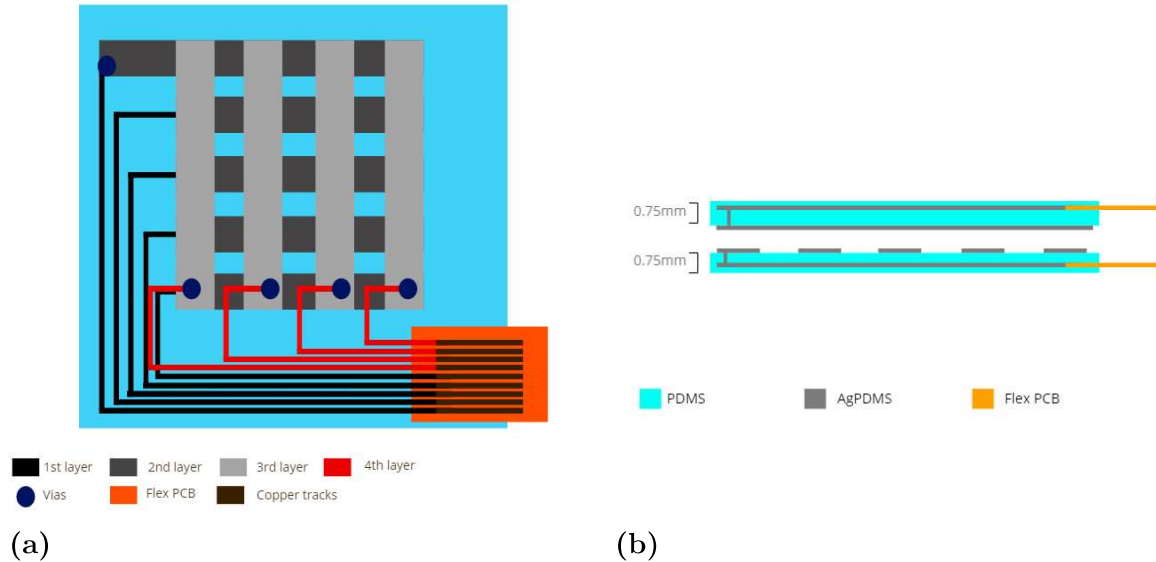 0.75mm
0.75mm
PDMS AgPDMS Flex PCB
1st layer 2nd layer 3rd layer 4th layer
Vias Flex PCB Copper tracks
(a) (b)